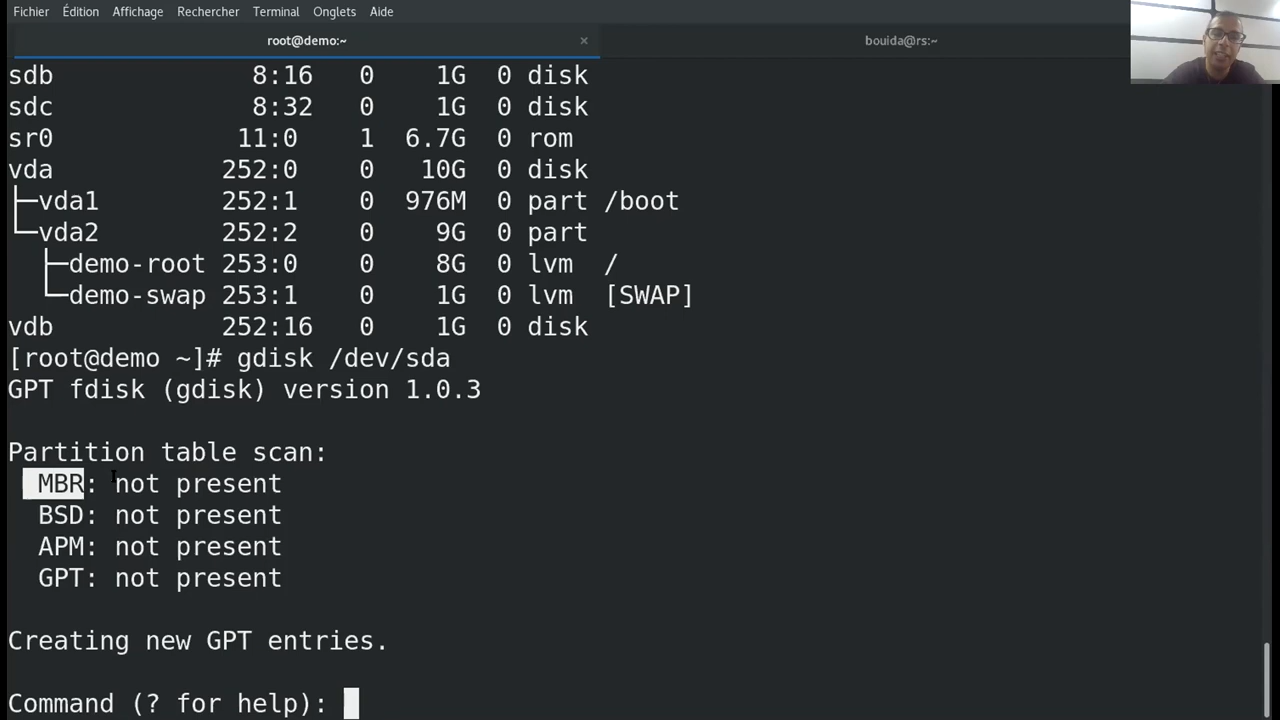 Fichier Édition Affichage Rechercher Terminal Onglets Aide
root@demo:~ × bouida@rs:~
sdb 8:16 0 1G 0 disk
sdc 8:32 0 1G 0 disk
sr0 11:0 1 6.7G 0 rom
vda 252:0 0 10G 0 disk
├─vda1 252:1 0 976M 0 part /boot
└─vda2 252:2 0 9G 0 part
├─demo-root 253:0 0 8G 0 lvm /
└─demo-swap 253:1 0 1G 0 lvm [SWAP]
vdb 252:16 0 1G 0 disk
[root@demo ~]# gdisk /dev/sda
GPT fdisk (gdisk) version 1.0.3
Partition table scan:
MBR: not present
BSD: not present
APM: not present
GPT: not present
Creating new GPT entries.
Command (? for help):